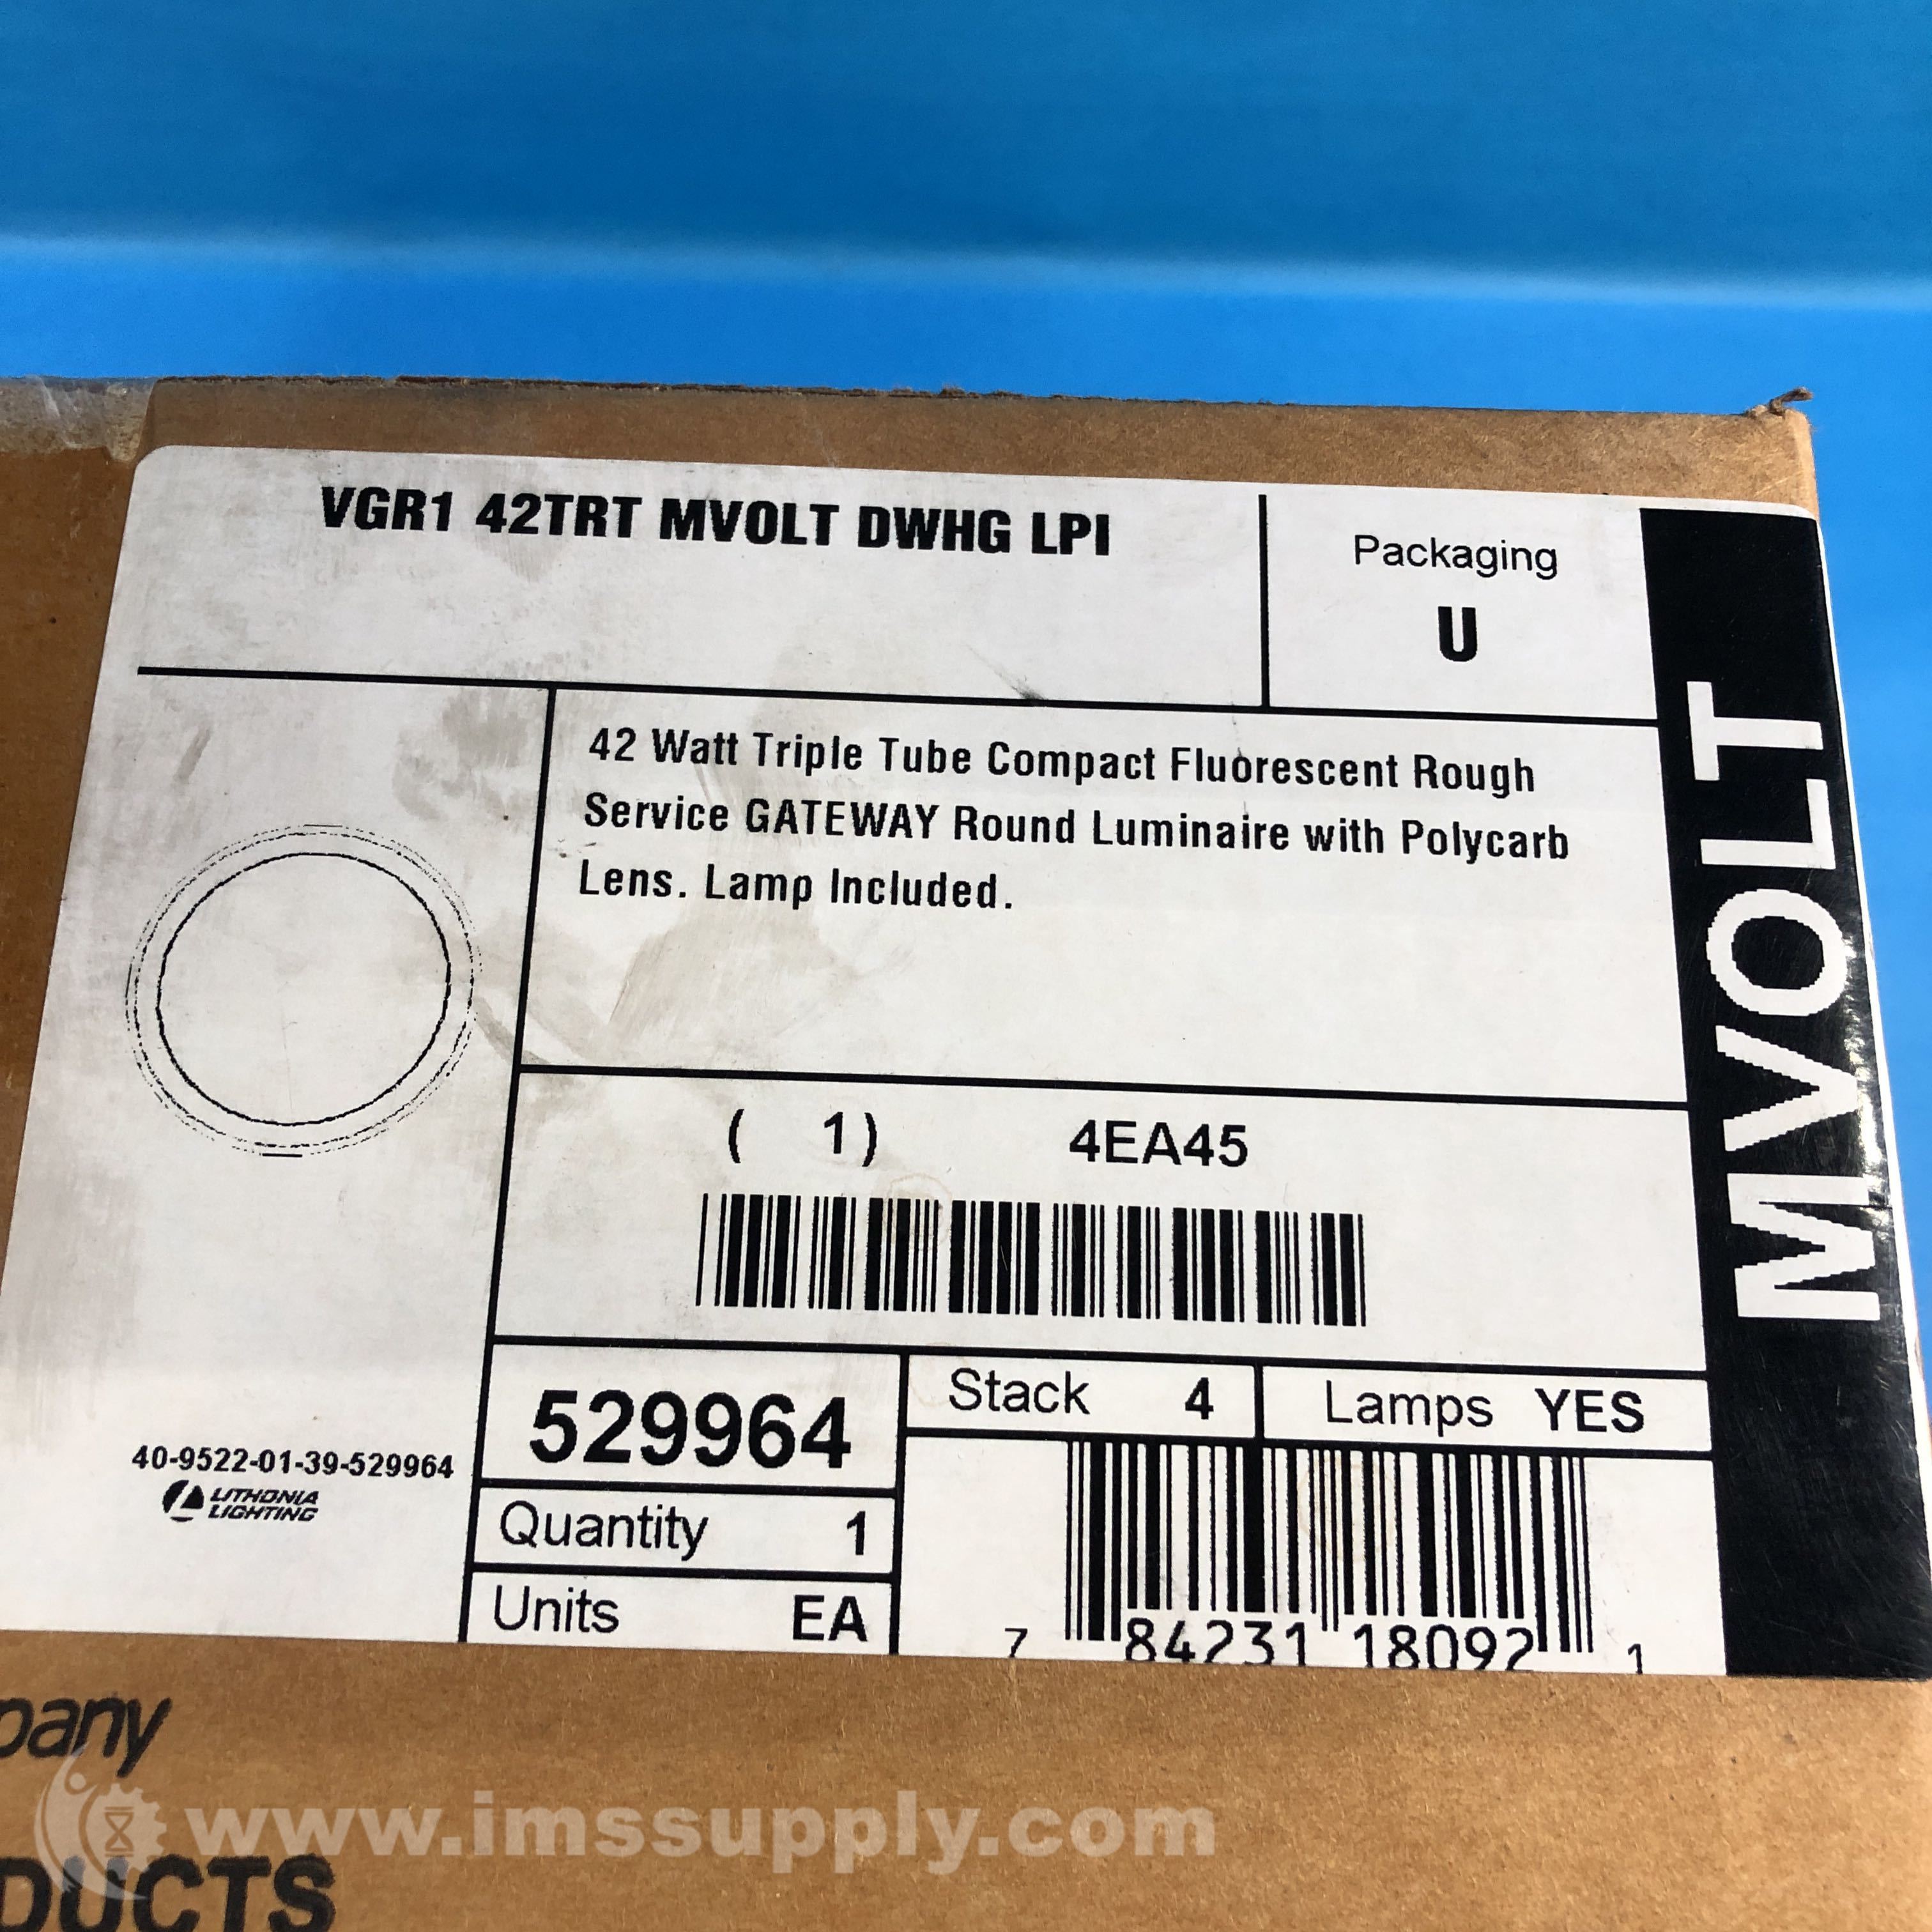 VGR1 42TRT MVOLT DWHG LPI
Packaging
U
MVOLT
42 Watt Triple Tube Compact Fluorescent Rough
Service GATEWAY Round Luminaire with Polycarb
Lens. Lamp Included.
( 1) 4EA45
529964
Stack 4
Lamps YES
40-9522-01-39-529964
LITHONIA
LIGHTING
Quantity 1
Units EA
7 84231 18092 1
pany
www.imssupply.com
DUCTS